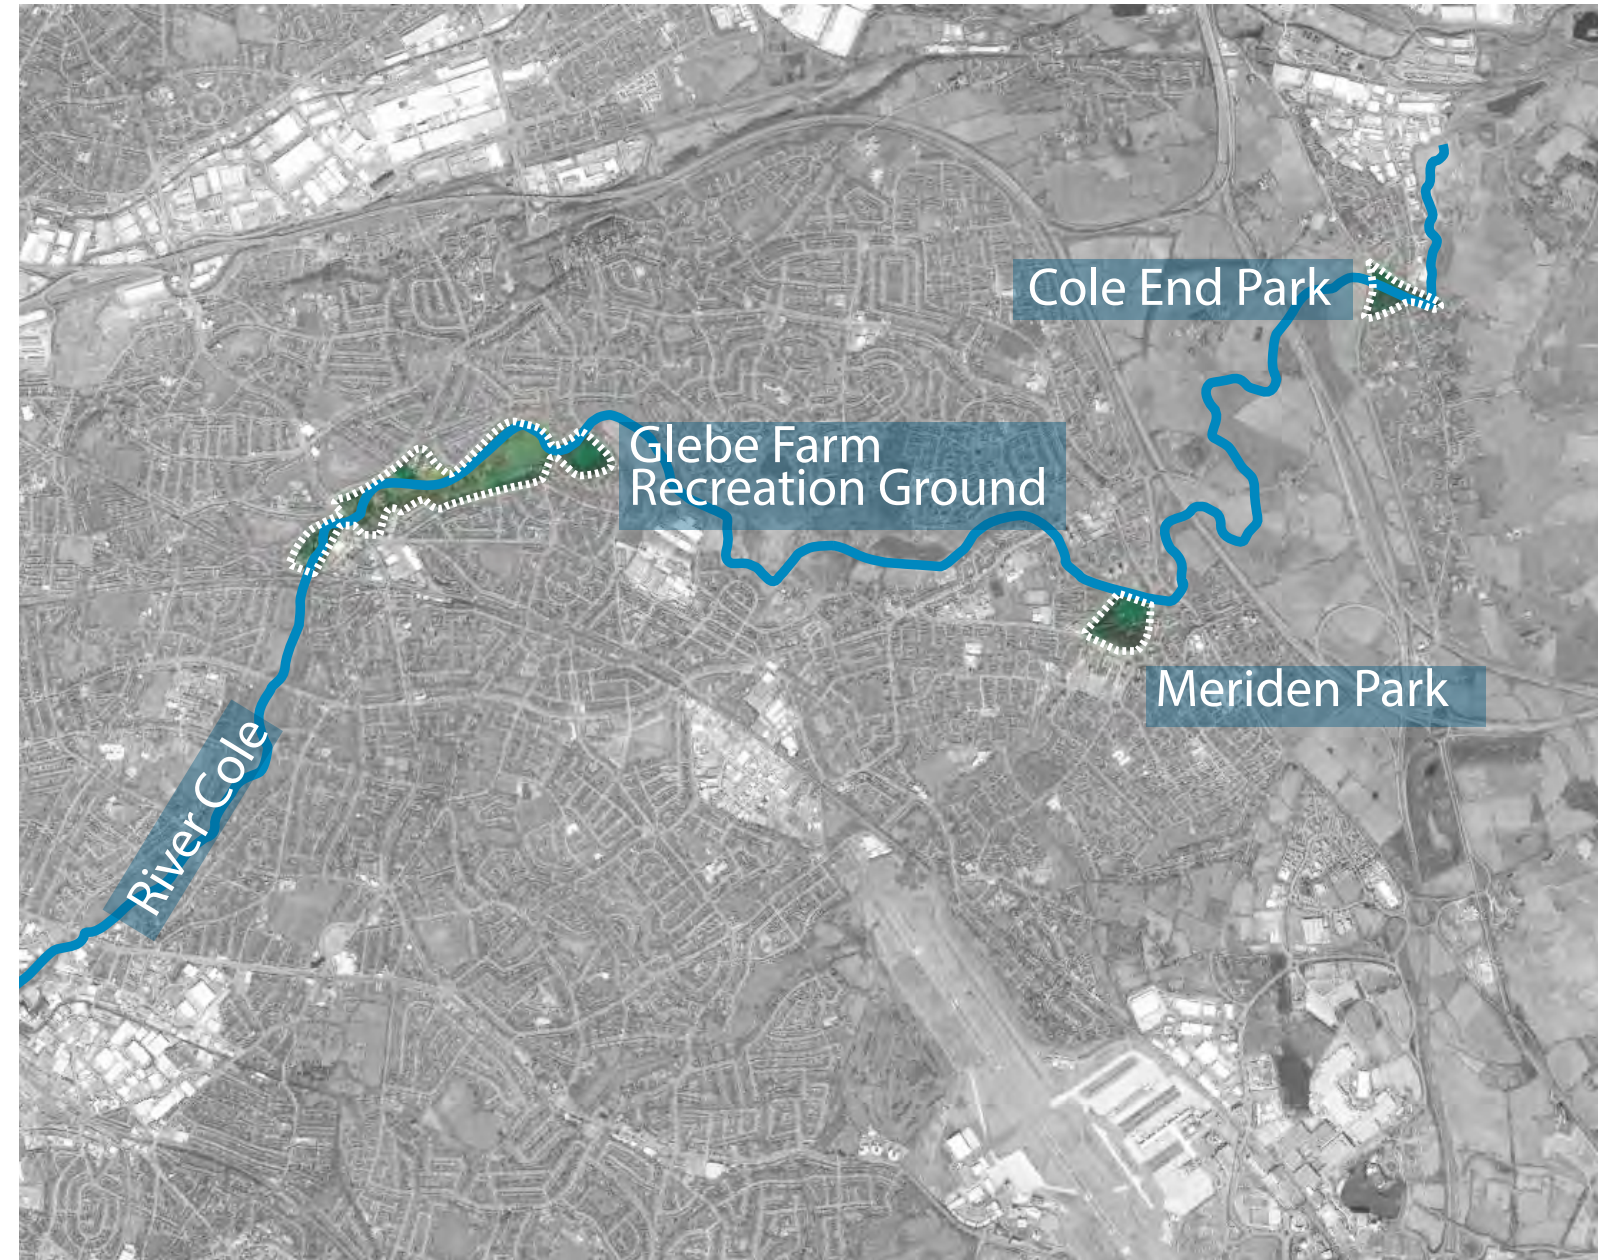 Cole End Park
Glebe Farm
Recreation Ground
Meriden Park
River Cole